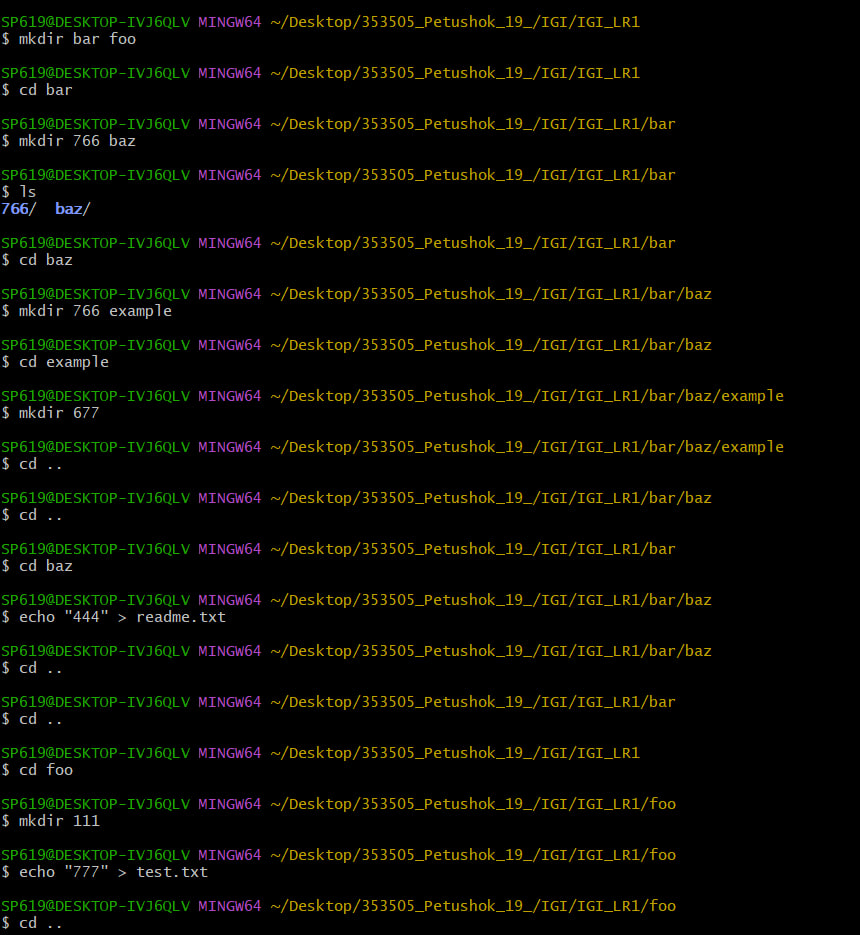 SP619@DESKTOP-IVJ6QLV MINGW64 ~/Desktop/353505_Petushok_19_/IGI/IGI_LR1
$ mkdir bar foo
SP619@DESKTOP-IVJ6QLV MINGW64 ~/Desktop/353505_Petushok_19_/IGI/IGI_LR1
$ cd bar
SP619@DESKTOP-IVJ6QLV MINGW64 ~/Desktop/353505_Petushok_19_/IGI/IGI_LR1/bar
$ mkdir 766 baz
SP619@DESKTOP-IVJ6QLV MINGW64 ~/Desktop/353505_Petushok_19_/IGI/IGI_LR1/bar
$ ls
766/  baz/
SP619@DESKTOP-IVJ6QLV MINGW64 ~/Desktop/353505_Petushok_19_/IGI/IGI_LR1/bar
$ cd baz
SP619@DESKTOP-IVJ6QLV MINGW64 ~/Desktop/353505_Petushok_19_/IGI/IGI_LR1/bar/baz
$ mkdir 766 example
SP619@DESKTOP-IVJ6QLV MINGW64 ~/Desktop/353505_Petushok_19_/IGI/IGI_LR1/bar/baz
$ cd example
SP619@DESKTOP-IVJ6QLV MINGW64 ~/Desktop/353505_Petushok_19_/IGI/IGI_LR1/bar/baz/example
$ mkdir 677
SP619@DESKTOP-IVJ6QLV MINGW64 ~/Desktop/353505_Petushok_19_/IGI/IGI_LR1/bar/baz/example
$ cd ..
SP619@DESKTOP-IVJ6QLV MINGW64 ~/Desktop/353505_Petushok_19_/IGI/IGI_LR1/bar/baz
$ cd ..
SP619@DESKTOP-IVJ6QLV MINGW64 ~/Desktop/353505_Petushok_19_/IGI/IGI_LR1/bar
$ cd baz
SP619@DESKTOP-IVJ6QLV MINGW64 ~/Desktop/353505_Petushok_19_/IGI/IGI_LR1/bar/baz
$ echo "444" > readme.txt
SP619@DESKTOP-IVJ6QLV MINGW64 ~/Desktop/353505_Petushok_19_/IGI/IGI_LR1/bar/baz
$ cd ..
SP619@DESKTOP-IVJ6QLV MINGW64 ~/Desktop/353505_Petushok_19_/IGI/IGI_LR1/bar
$ cd ..
SP619@DESKTOP-IVJ6QLV MINGW64 ~/Desktop/353505_Petushok_19_/IGI/IGI_LR1
$ cd foo
SP619@DESKTOP-IVJ6QLV MINGW64 ~/Desktop/353505_Petushok_19_/IGI/IGI_LR1/foo
$ mkdir 111
SP619@DESKTOP-IVJ6QLV MINGW64 ~/Desktop/353505_Petushok_19_/IGI/IGI_LR1/foo
$ echo "777" > test.txt
SP619@DESKTOP-IVJ6QLV MINGW64 ~/Desktop/353505_Petushok_19_/IGI/IGI_LR1/foo
$ cd ..